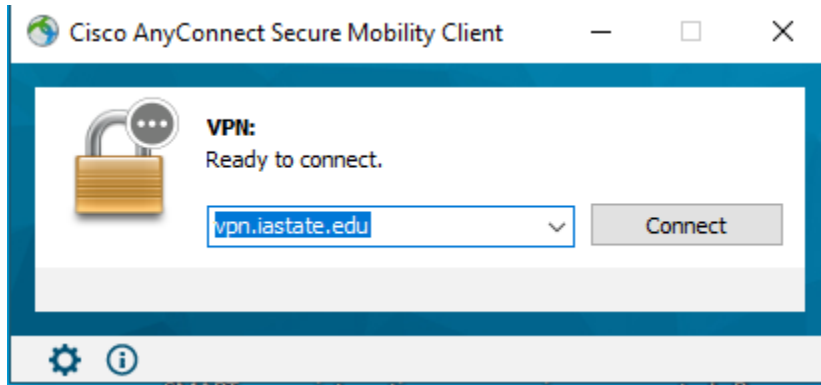 Cisco AnyConnect Secure Mobility Client
VPN:
Ready to connect.
vpn.iastate.edu
Connect